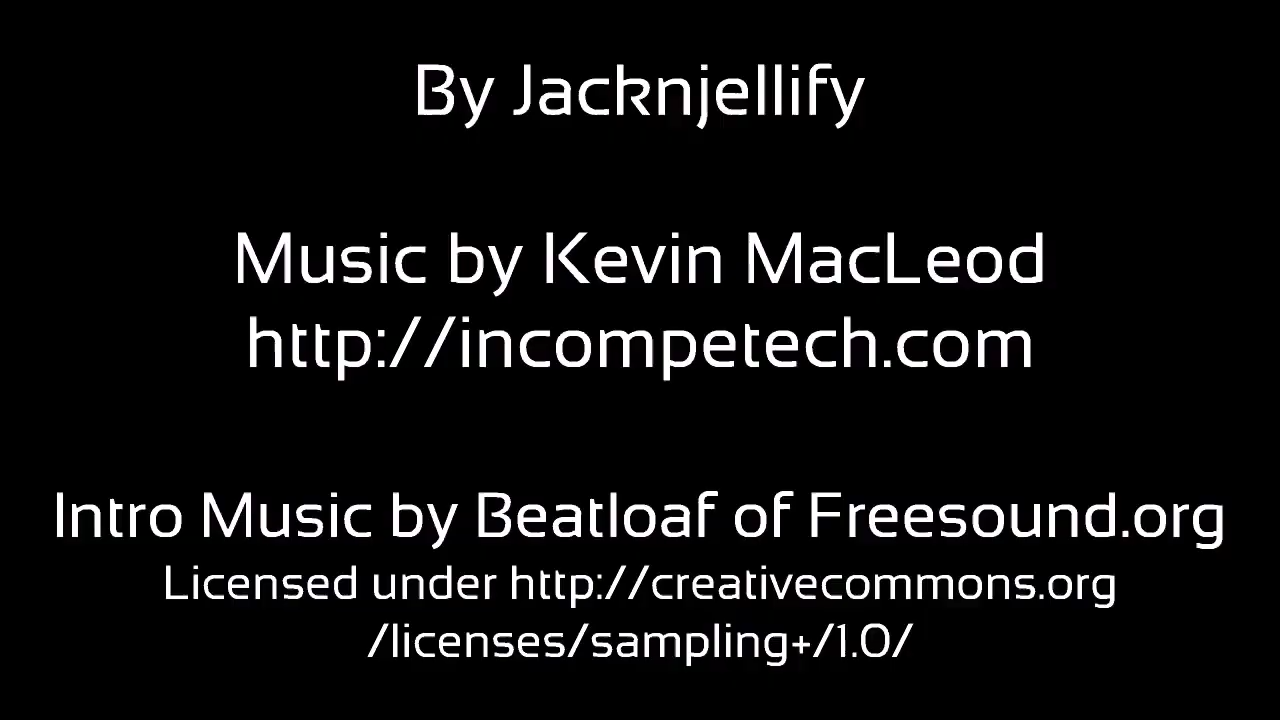 By Jacknjellify
Music by Kevin MacLeod
http://incompetech.com
Intro Music by Beatloaf of Freesound.org
Licensed under http://creativecommons.org
/licenses/sampling+/1.0/